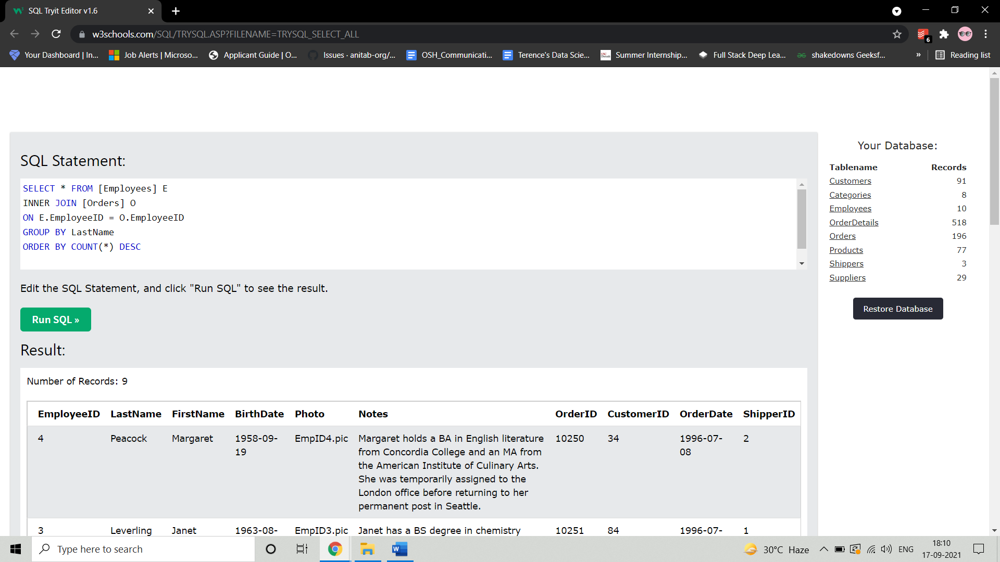 SQL Tryit Editor v1.6
w3schools.com/SQL/TRYSQL.ASP?FILENAME=TRYSQL_SELECT_ALL
6
Your Dashboard | In...
Job Alerts | Microso...
Applicant Guide | O...
Issues · anitab-org/...
OSH_Communicati...
Terence's Data Scie...
Summer Internship...
Full Stack Deep Lea...
shakedowns Geeksf...
»
Reading list
SQL Statement:
SELECT * FROM [Employees] E
INNER JOIN [Orders] O
ON E.EmployeeID = O.EmployeeID
GROUP BY LastName
ORDER BY COUNT(*) DESC
Edit the SQL Statement, and click "Run SQL" to see the result.
Run SQL »
Result:
Number of Records: 9
EmployeeID LastName FirstName BirthDate Photo Notes OrderID CustomerID OrderDate ShipperID
4 Peacock Margaret 1958-09- EmpID4.pic Margaret holds a BA in English literature 10250 34 1996-07- 2
19 from Concordia College and an MA from 08
the American Institute of Culinary Arts.
She was temporarily assigned to the
London office before returning to her
permanent post in Seattle.
3 Leverling Janet 1963-08- EmpID3.pic Janet has a BS degree in chemistry 10251 84 1996-07- 1
Your Database:
Tablename Records
Customers 91
Categories 8
Employees 10
OrderDetails 518
Orders 196
Products 77
Shippers 3
Suppliers 29
Restore Database
Type here to search
W
30°C Haze
ENG
18:10
17-09-2021